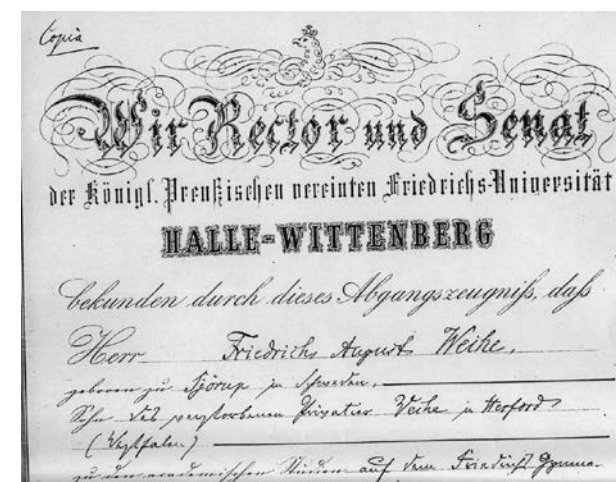 Copia
Wir Rector und Senat
der Königl. Preußischen vereinten Friedrichs-Universität
HALLE-WITTENBERG
bekunden durch dieses Abgangszeugniß, daß
Herr Friedrich August Weihe,
geboren zu Sjörup in Schweden,
Sohn des verstorbenen Privatier Weihe in Herford
(Westfalen)
zu den academischen Studien auf dem Friedrichs Gymna-